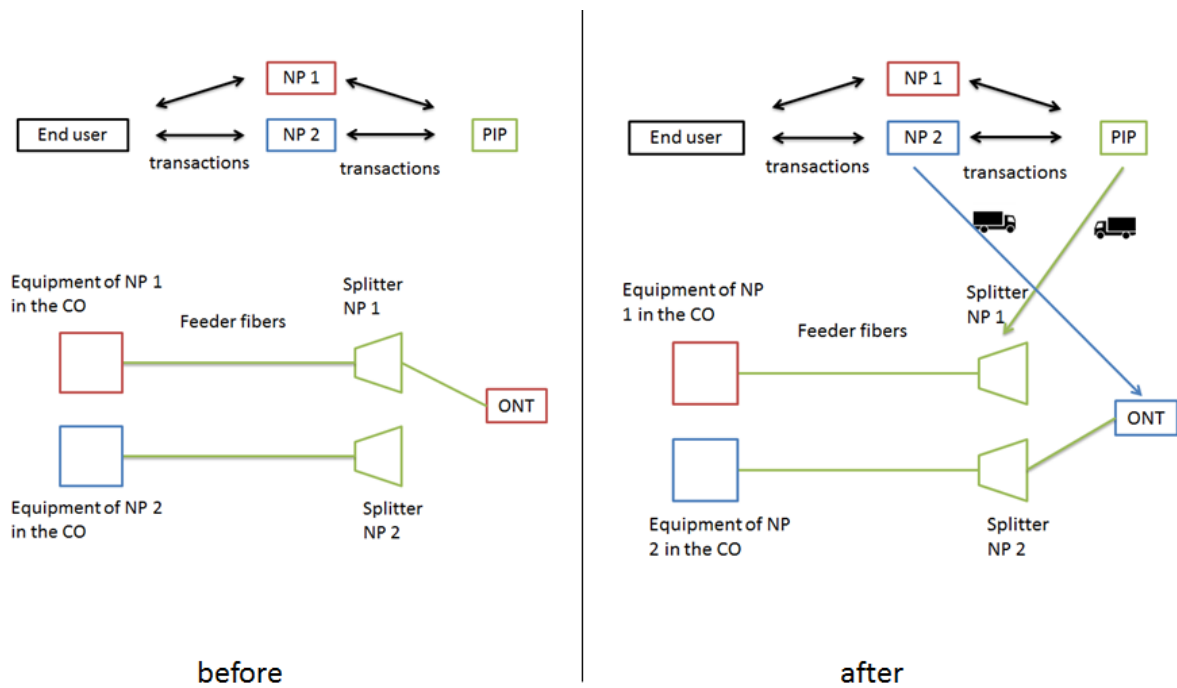 NP 1
End user
NP 2
PIP
transactions
transactions
Equipment of NP 1
in the CO
Feeder fibers
Splitter
NP 1
ONT
Equipment of NP 2
in the CO
Splitter
NP 2
before
NP 1
End user
NP 2
PIP
transactions
transactions
Equipment of NP
1 in the CO
Feeder fibers
Splitter
NP 1
ONT
Equipment of NP
2 in the CO
Splitter
NP 2
after